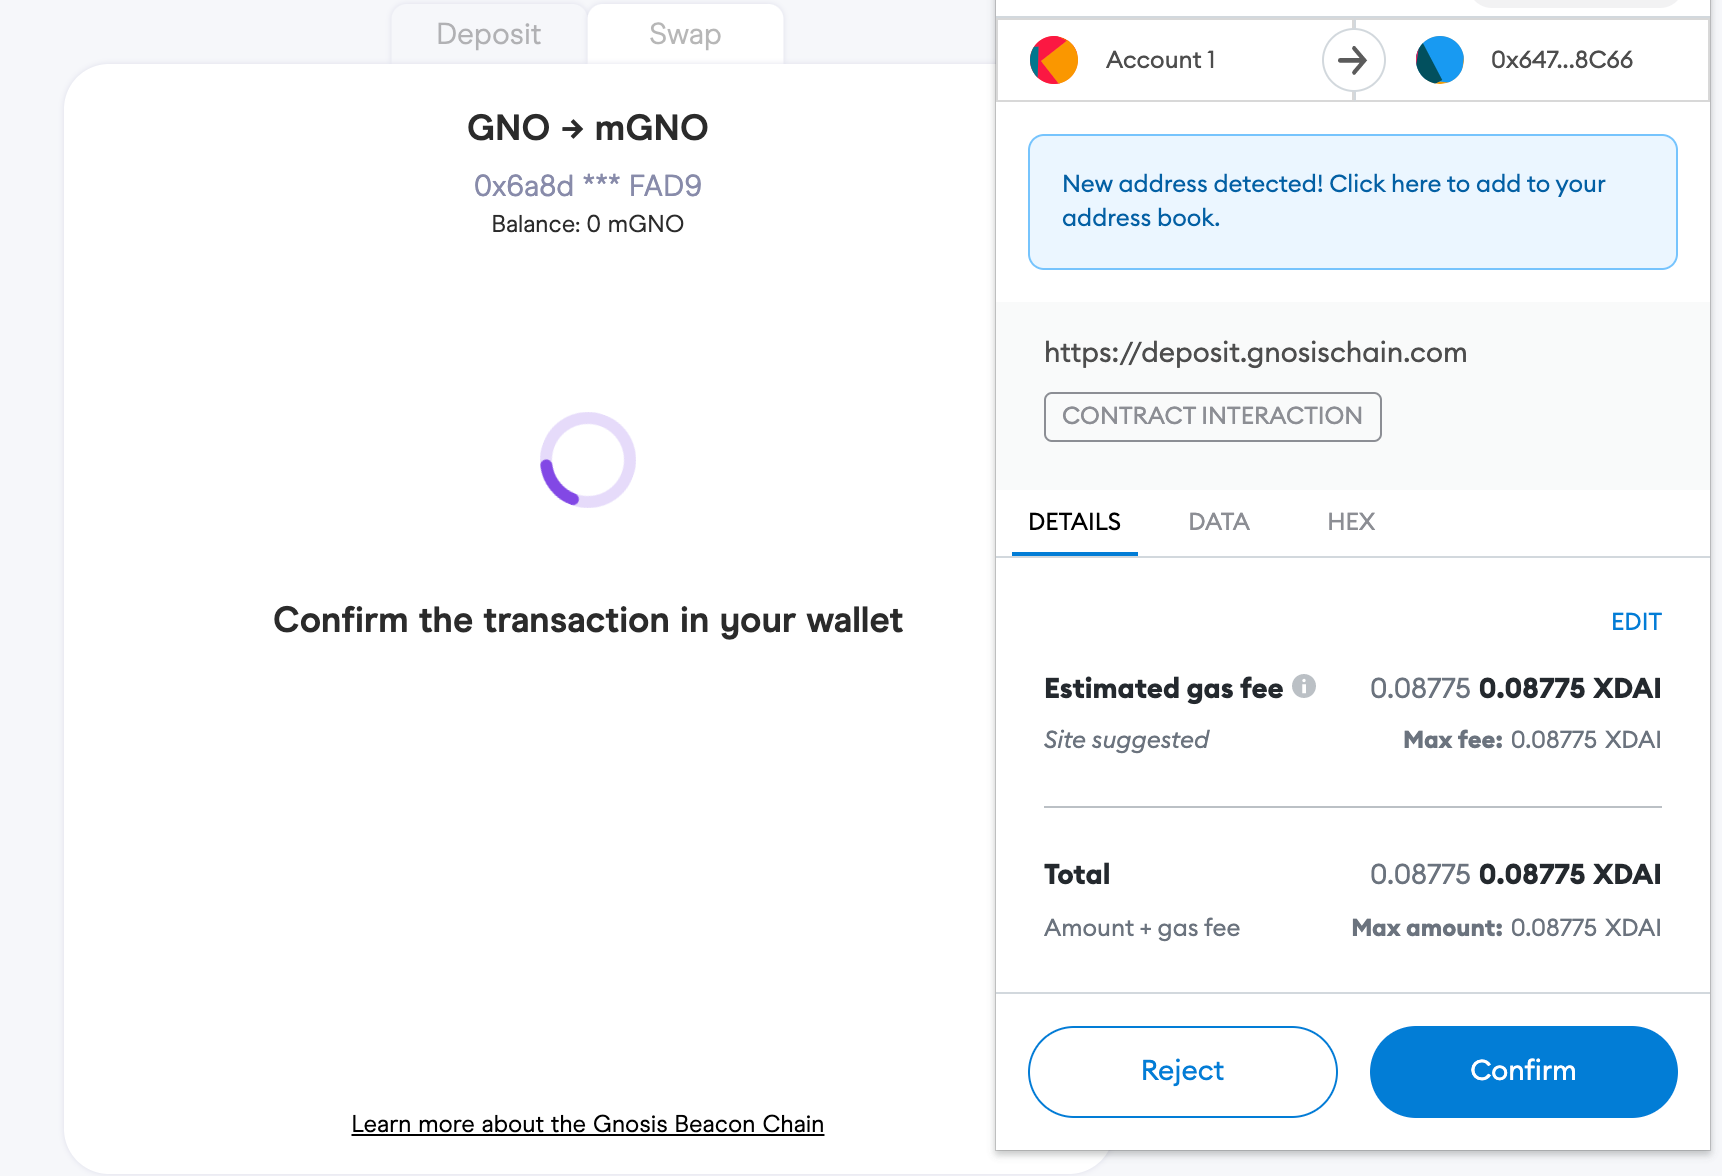 Deposit
Swap
GNO → mGNO
0x6a8d *** FAD9
Balance: 0 mGNO
Confirm the transaction in your wallet
Learn more about the Gnosis Beacon Chain
Account 1
0x647...8C66
New address detected! Click here to add to your
address book.
https://deposit.gnosischain.com
CONTRACT INTERACTION
DETAILS DATA HEX
EDIT
Estimated gas fee 0.08775 0.08775 XDAI
Site suggested Max fee: 0.08775 XDAI
Total 0.08775 0.08775 XDAI
Amount + gas fee Max amount: 0.08775 XDAI
Reject Confirm